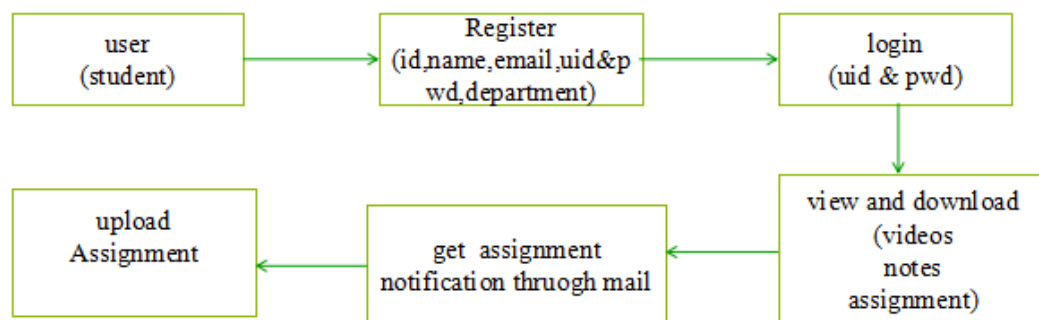 user
(student)
Register
(id,name,email,uid&p
wd,department)
login
(uid & pwd)
view and download
(videos
notes
assignment)
get assignment
notification thruogh mail
upload
Assignment